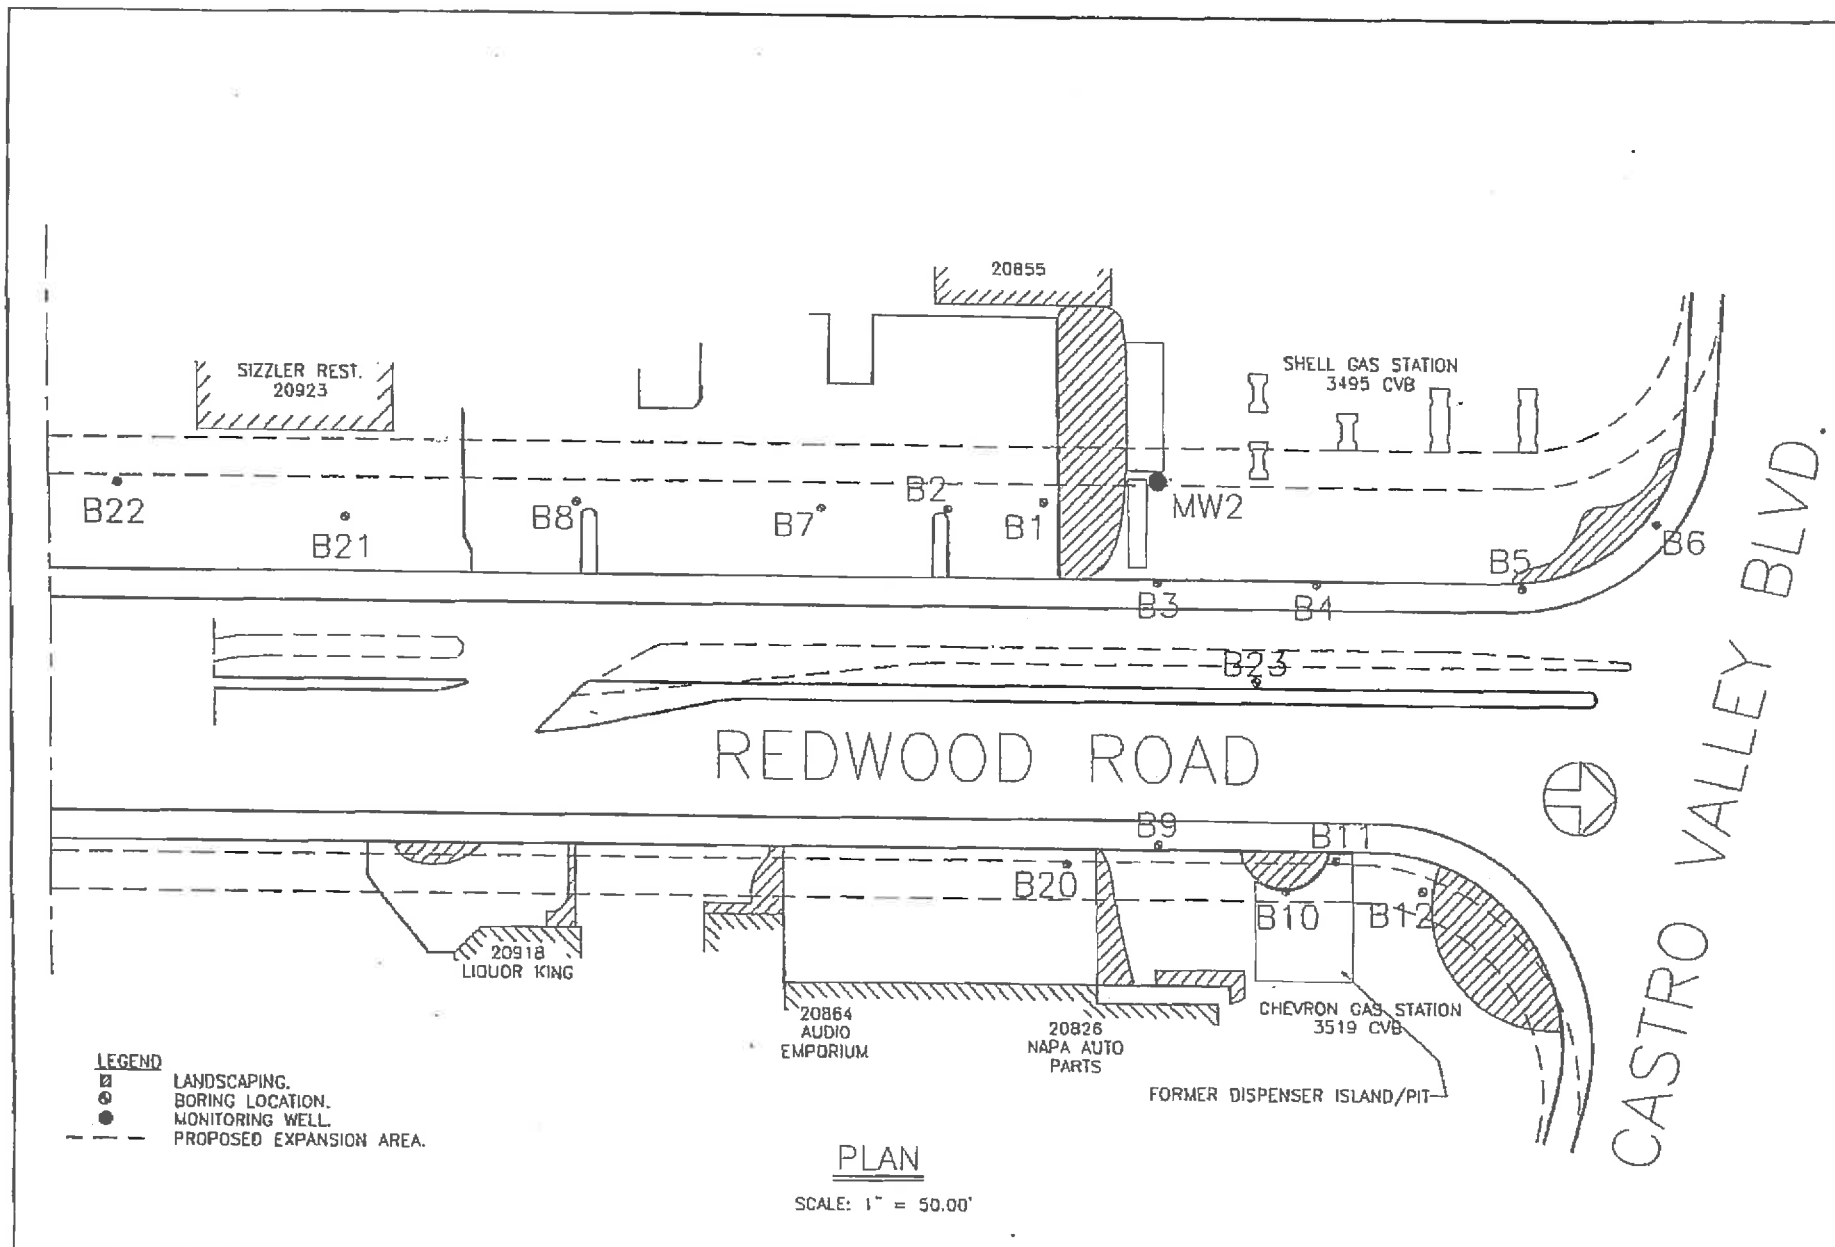 20855
SIZZLER REST.
20923
SHELL GAS STATION
3495 CVB
B22
B21
B8
B7
B2
B1
MW2
B5
B6
B3
B4
B23
REDWOOD ROAD
CASTRO VALLEY BLVD.
B9
B11
B20
B10
B12
20918
LIQUOR KING
20864
AUDIO
EMPORIUM
20826
NAPA AUTO
PARTS
CHEVRON GAS STATION
3519 CVB
FORMER DISPENSER ISLAND/PIT
LEGEND
LANDSCAPING.
BORING LOCATION.
MONITORING WELL.
PROPOSED EXPANSION AREA.
PLAN
SCALE: 1" = 50.00'